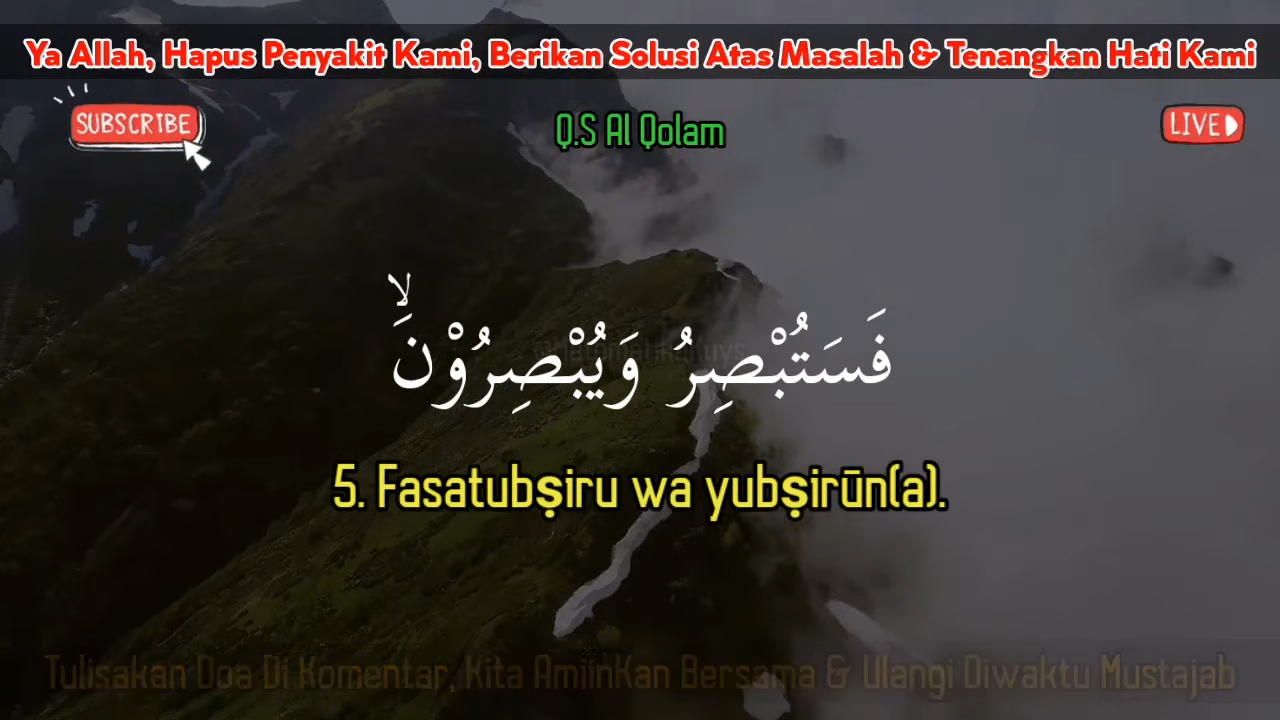 Ya Allah, Hapus Penyakit Kami, Berikan Solusi Atas Masalah & Tenangkan Hati Kami
SUBSCRIBE
LIVE
Q.S Al Qolam
فَسَتُبْصِرُ وَيُبْصِرُوْنَۙ
5. Fasatubṣiru wa yubṣirūn(a).
Tulisakan Doa Di Komentar, Kita AmiinKan Bersama & Ulangi Diwaktu Mustajab